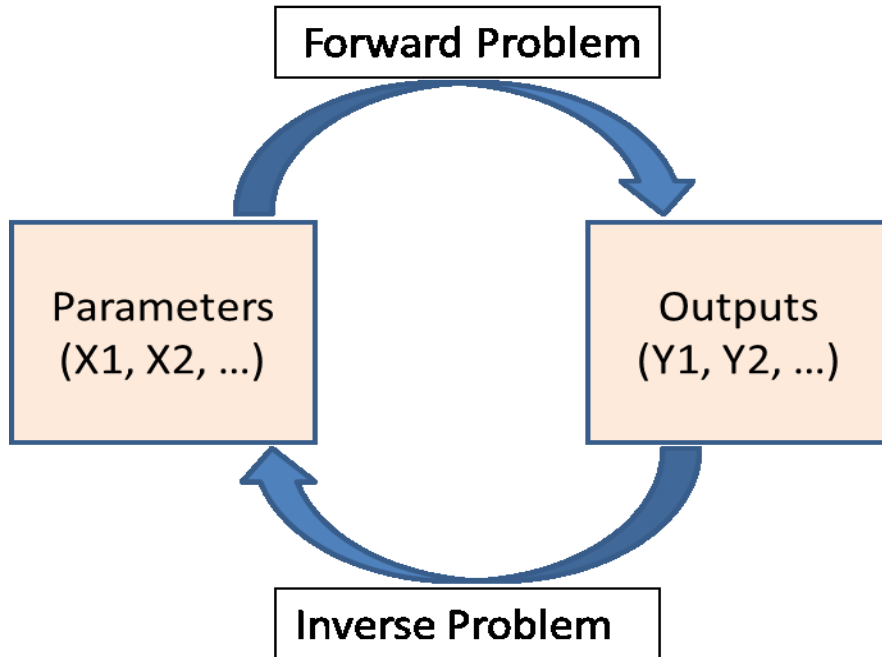 Forward Problem
Parameters
(X1, X2, ...)
Outputs
(Y1, Y2, ...)
Inverse Problem